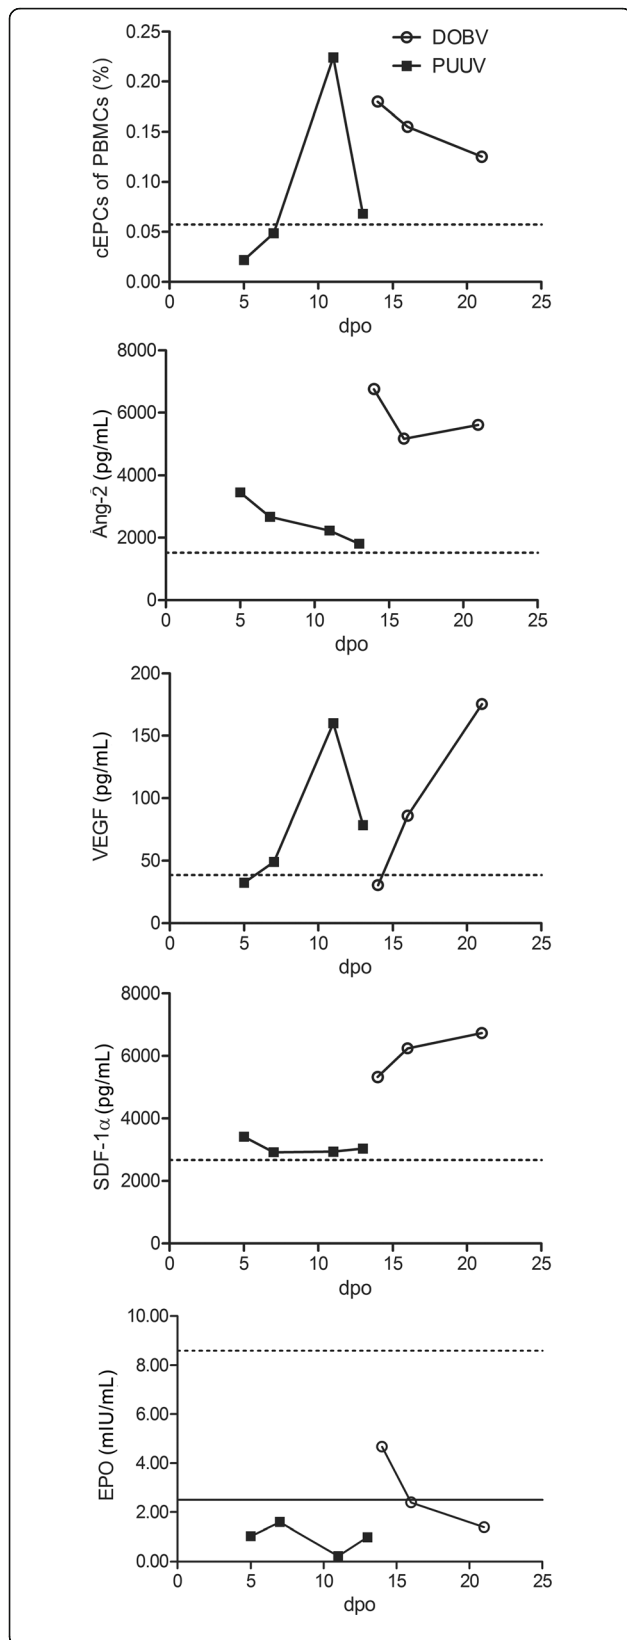 DOBV
PUUV
cEPCs of PBMCs (%)
0.25
0.20
0.15
0.10
0.05
0.00
0 5 10 15 20 25
dpo
Ang-2 (pg/mL)
8000
6000
4000
2000
0
0 5 10 15 20 25
dpo
VEGF (pg/mL)
200
150
100
50
0
0 5 10 15 20 25
dpo
SDF-1α (pg/mL)
8000
6000
4000
2000
0
0 5 10 15 20 25
dpo
EPO (mIU/mL)
10.00
8.00
6.00
4.00
2.00
0.00
0 5 10 15 20 25
dpo